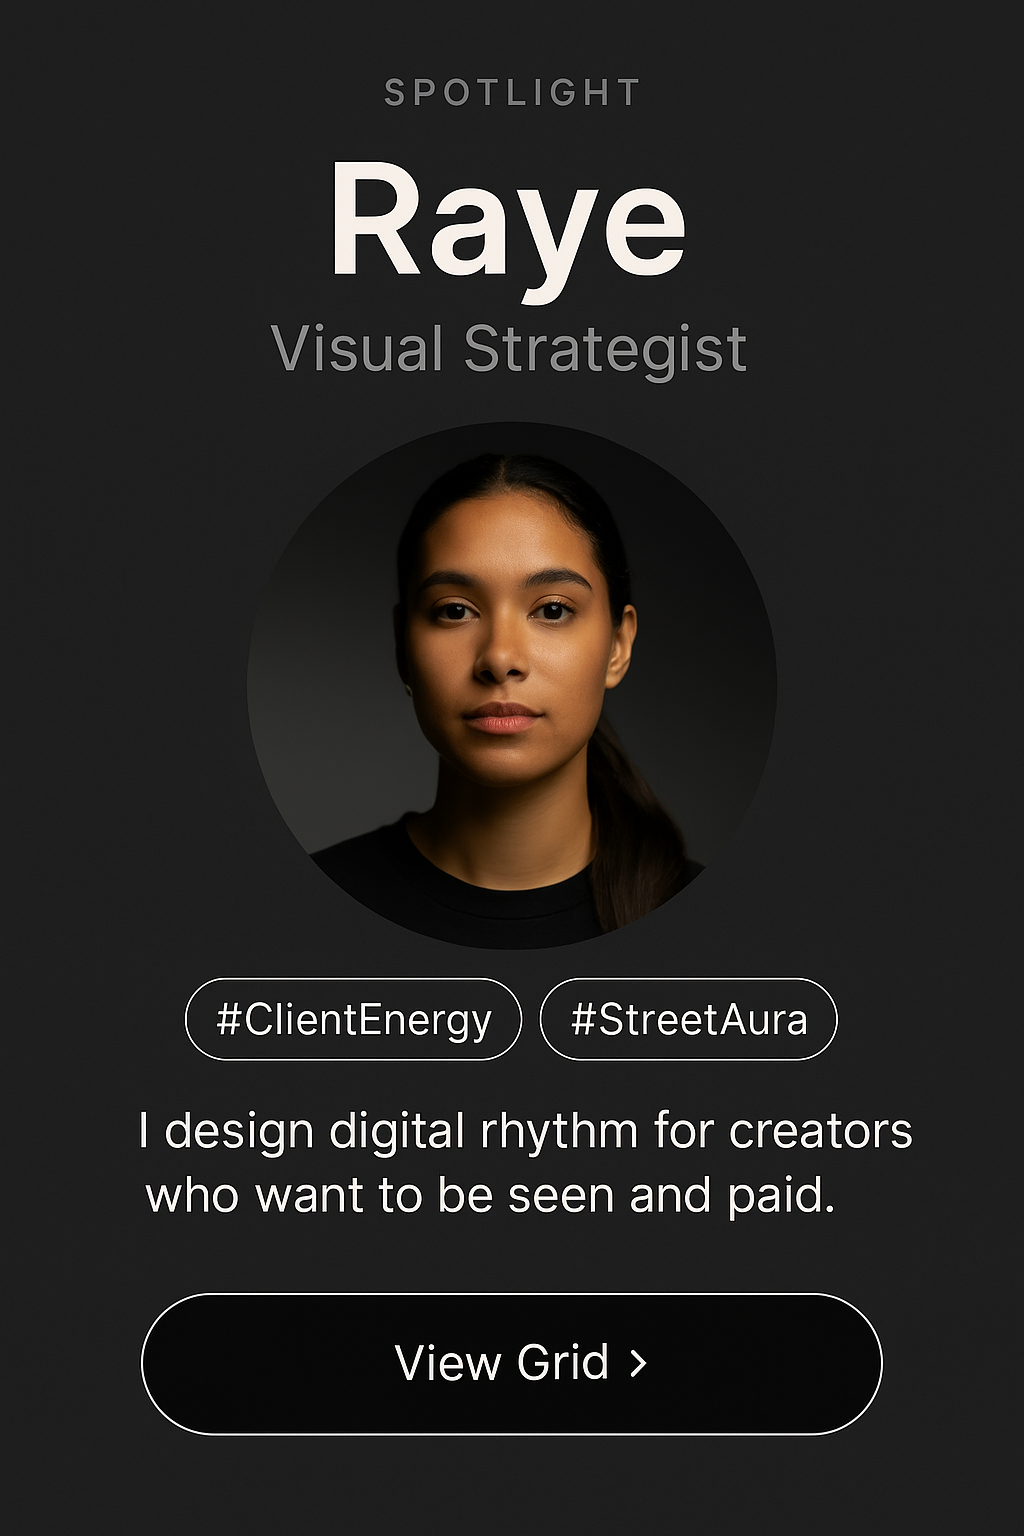 SPOTLIGHT
Raye
Visual Strategist
#ClientEnergy #StreetAura
I design digital rhythm for creators
who want to be seen and paid.
View Grid >